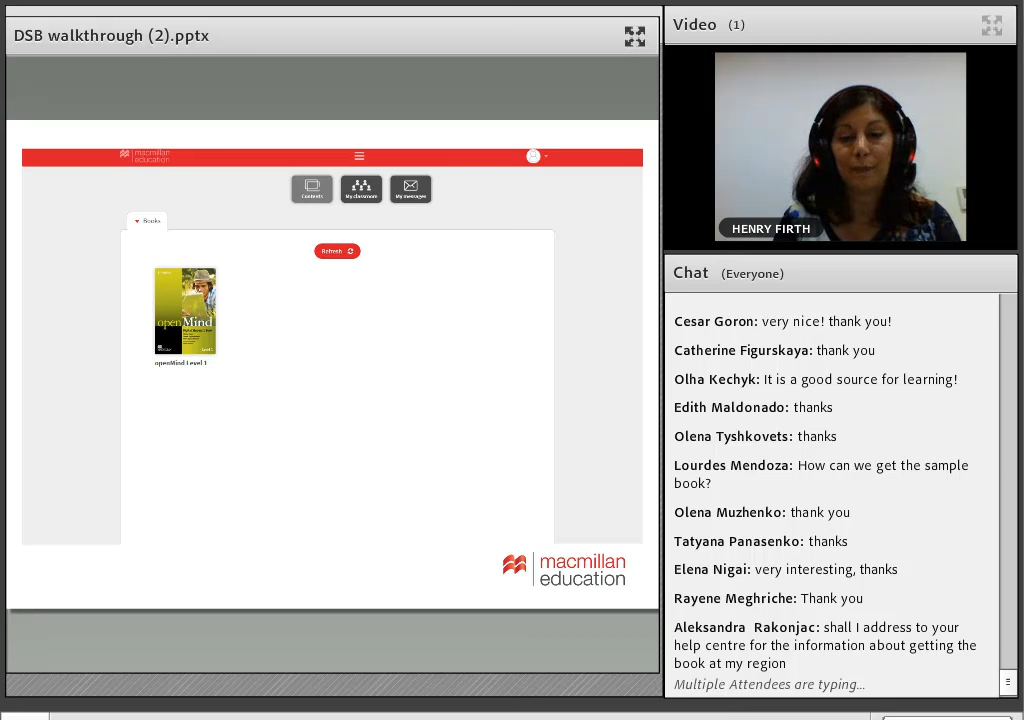 DSB walkthrough (2).pptx
macmillan
education
Contents
My classroom
My messages
Books
Refresh
openMind
Level 1
openMind Level 1
macmillan
education
Video (1)
HENRY FIRTH
Chat (Everyone)
Cesar Goron: very nice! thank you!
Catherine Figurskaya: thank you
Olha Kechyk: It is a good source for learning!
Edith Maldonado: thanks
Olena Tyshkovets: thanks
Lourdes Mendoza: How can we get the sample
book?
Olena Muzhenko: thank you
Tatyana Panasenko: thanks
Elena Nigai: very interesting, thanks
Rayene Meghriche: Thank you
Aleksandra Rakonjac: shall I address to your
help centre for the information about getting the
book at my region
Multiple Attendees are typing...